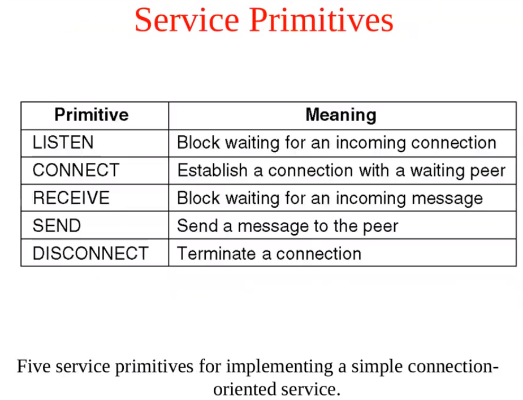 Service Primitives
Primitive Meaning
LISTEN Block waiting for an incoming connection
CONNECT Establish a connection with a waiting peer
RECEIVE Block waiting for an incoming message
SEND Send a message to the peer
DISCONNECT Terminate a connection
Five service primitives for implementing a simple connection-
oriented service.